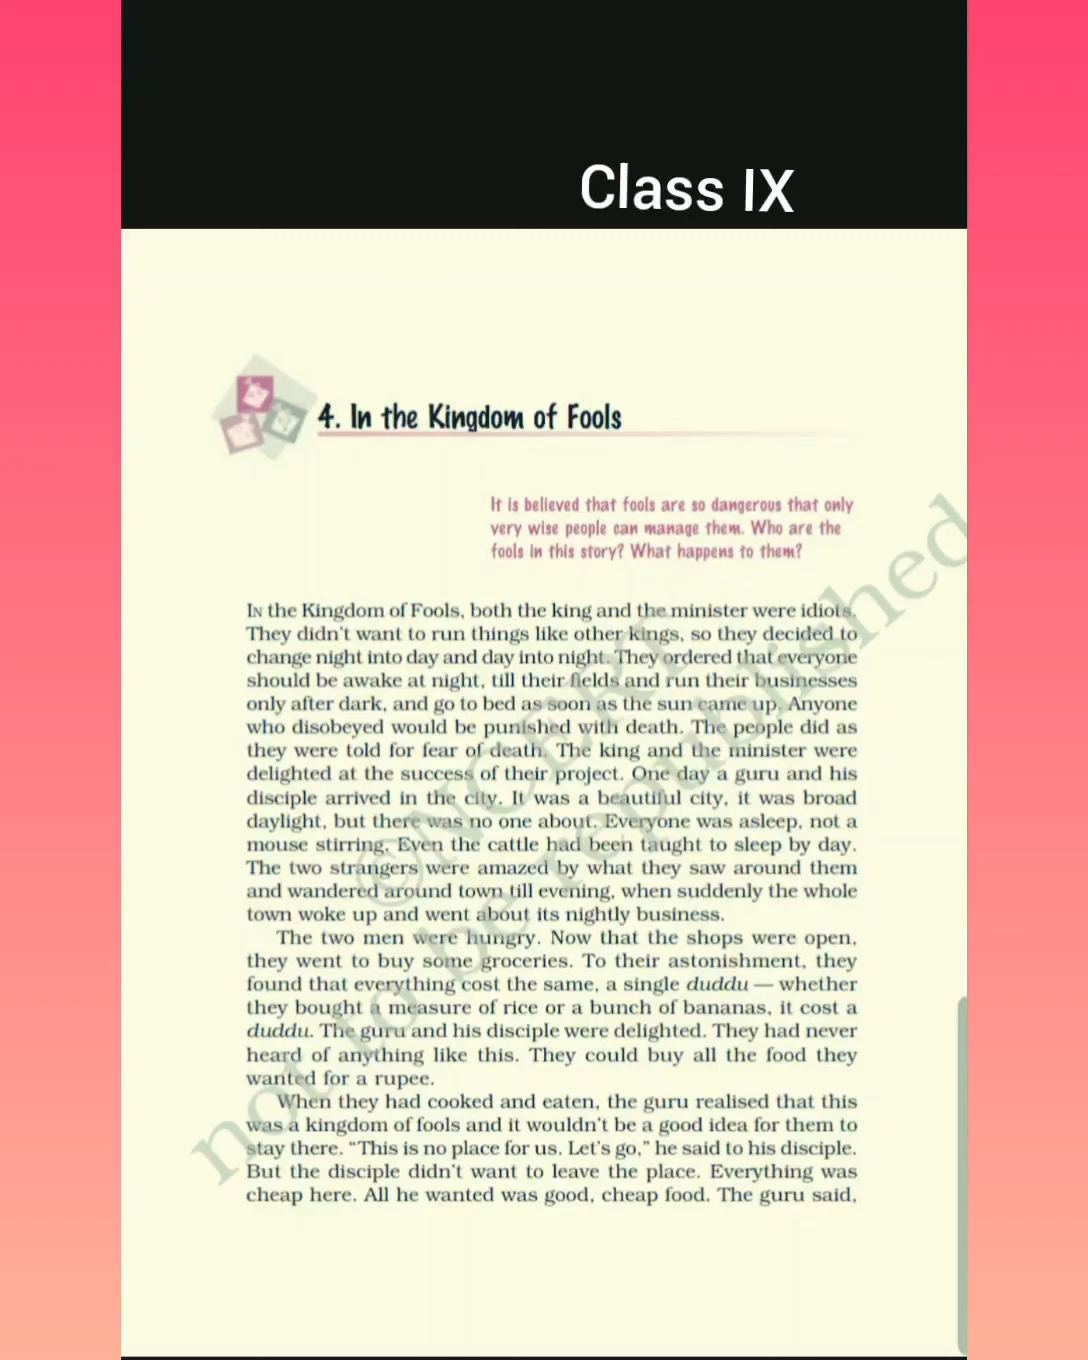 Class IX
4. In the Kingdom of Fools
It is believed that fools are so dangerous that only
very wise people can manage them. Who are the
fools in this story? What happens to them?
IN the Kingdom of Fools, both the king and the minister were idiots.
They didn't want to run things like other kings, so they decided to
change night into day and day into night. They ordered that everyone
should be awake at night, till their fields and run their businesses
only after dark, and go to bed as soon as the sun came up. Anyone
who disobeyed would be punished with death. The people did as
they were told for fear of death. The king and the minister were
delighted at the success of their project. One day a guru and his
disciple arrived in the city. It was a beautiful city, it was broad
daylight, but there was no one about. Everyone was asleep, not a
mouse stirring. Even the cattle had been taught to sleep by day.
The two strangers were amazed by what they saw around them
and wandered around town till evening, when suddenly the whole
town woke up and went about its nightly business.
The two men were hungry. Now that the shops were open,
they went to buy some groceries. To their astonishment, they
found that everything cost the same, a single duddu — whether
they bought a measure of rice or a bunch of bananas, it cost a
duddu. The guru and his disciple were delighted. They had never
heard of anything like this. They could buy all the food they
wanted for a rupee.
When they had cooked and eaten, the guru realised that this
was a kingdom of fools and it wouldn't be a good idea for them to
stay there. "This is no place for us. Let's go," he said to his disciple.
But the disciple didn't want to leave the place. Everything was
cheap here. All he wanted was good, cheap food. The guru said,
©NCERT
not to be republished